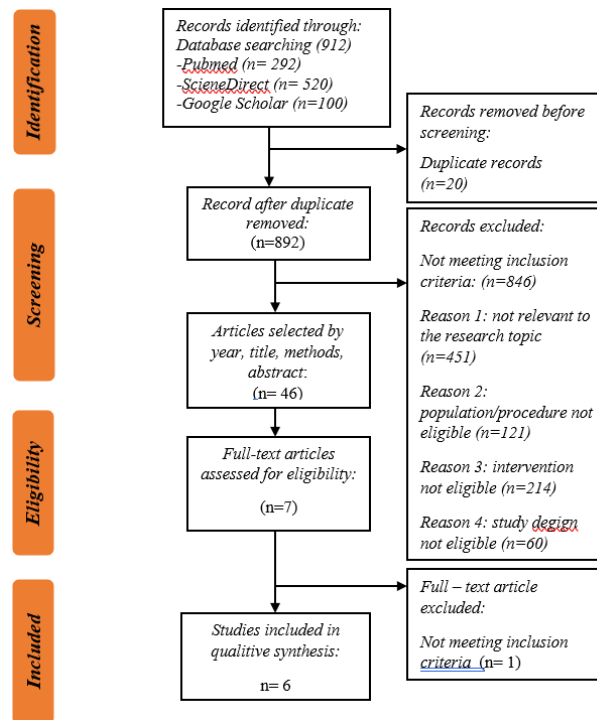 Identification
Records identified through:
Database searching (912)
-Pubmed (n= 292)
-ScieneDirect (n= 520)
-Google Scholar (n=100)
Records removed before
screening:
Duplicate records
(n=20)
Screening
Record after duplicate
removed:
(n=892)
Records excluded:
Not meeting inclusion
criteria: (n=846)
Reason 1: not relevant to
the research topic
(n=451)
Reason 2:
population/procedure not
eligible (n=121)
Reason 3: intervention
not eligible (n=214)
Reason 4: study degign
not eligible (n=60)
Articles selected by
year, title, methods,
abstract:
(n= 46)
Eligibility
Full-text articles
assessed for eligibility:
(n=7)
Full – text article
excluded:
Not meeting inclusion
criteria (n= 1)
Included
Studies included in
qualitive synthesis:
n= 6